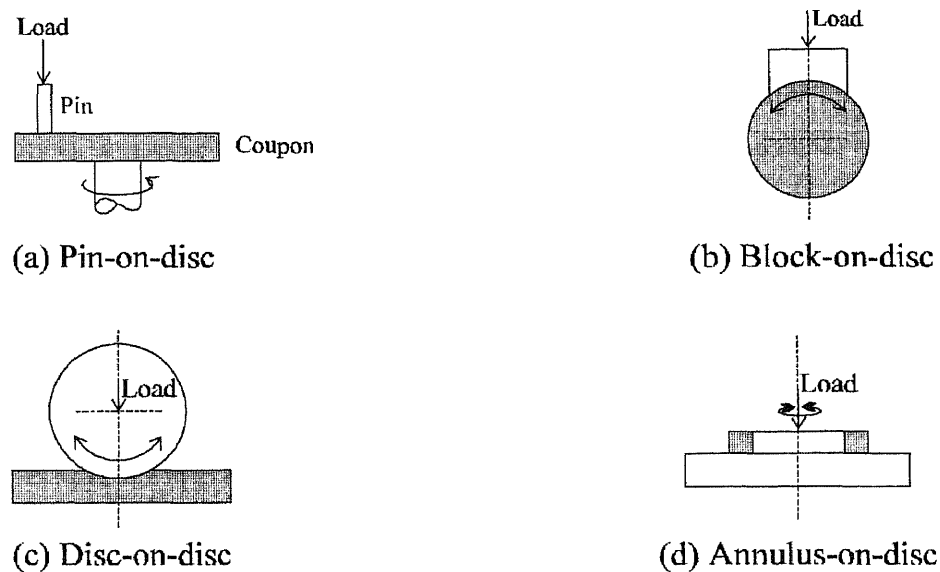 Load
Pin
Coupon
(a) Pin-on-disc
Load
(b) Block-on-disc
Load
(c) Disc-on-disc
Load
(d) Annulus-on-disc